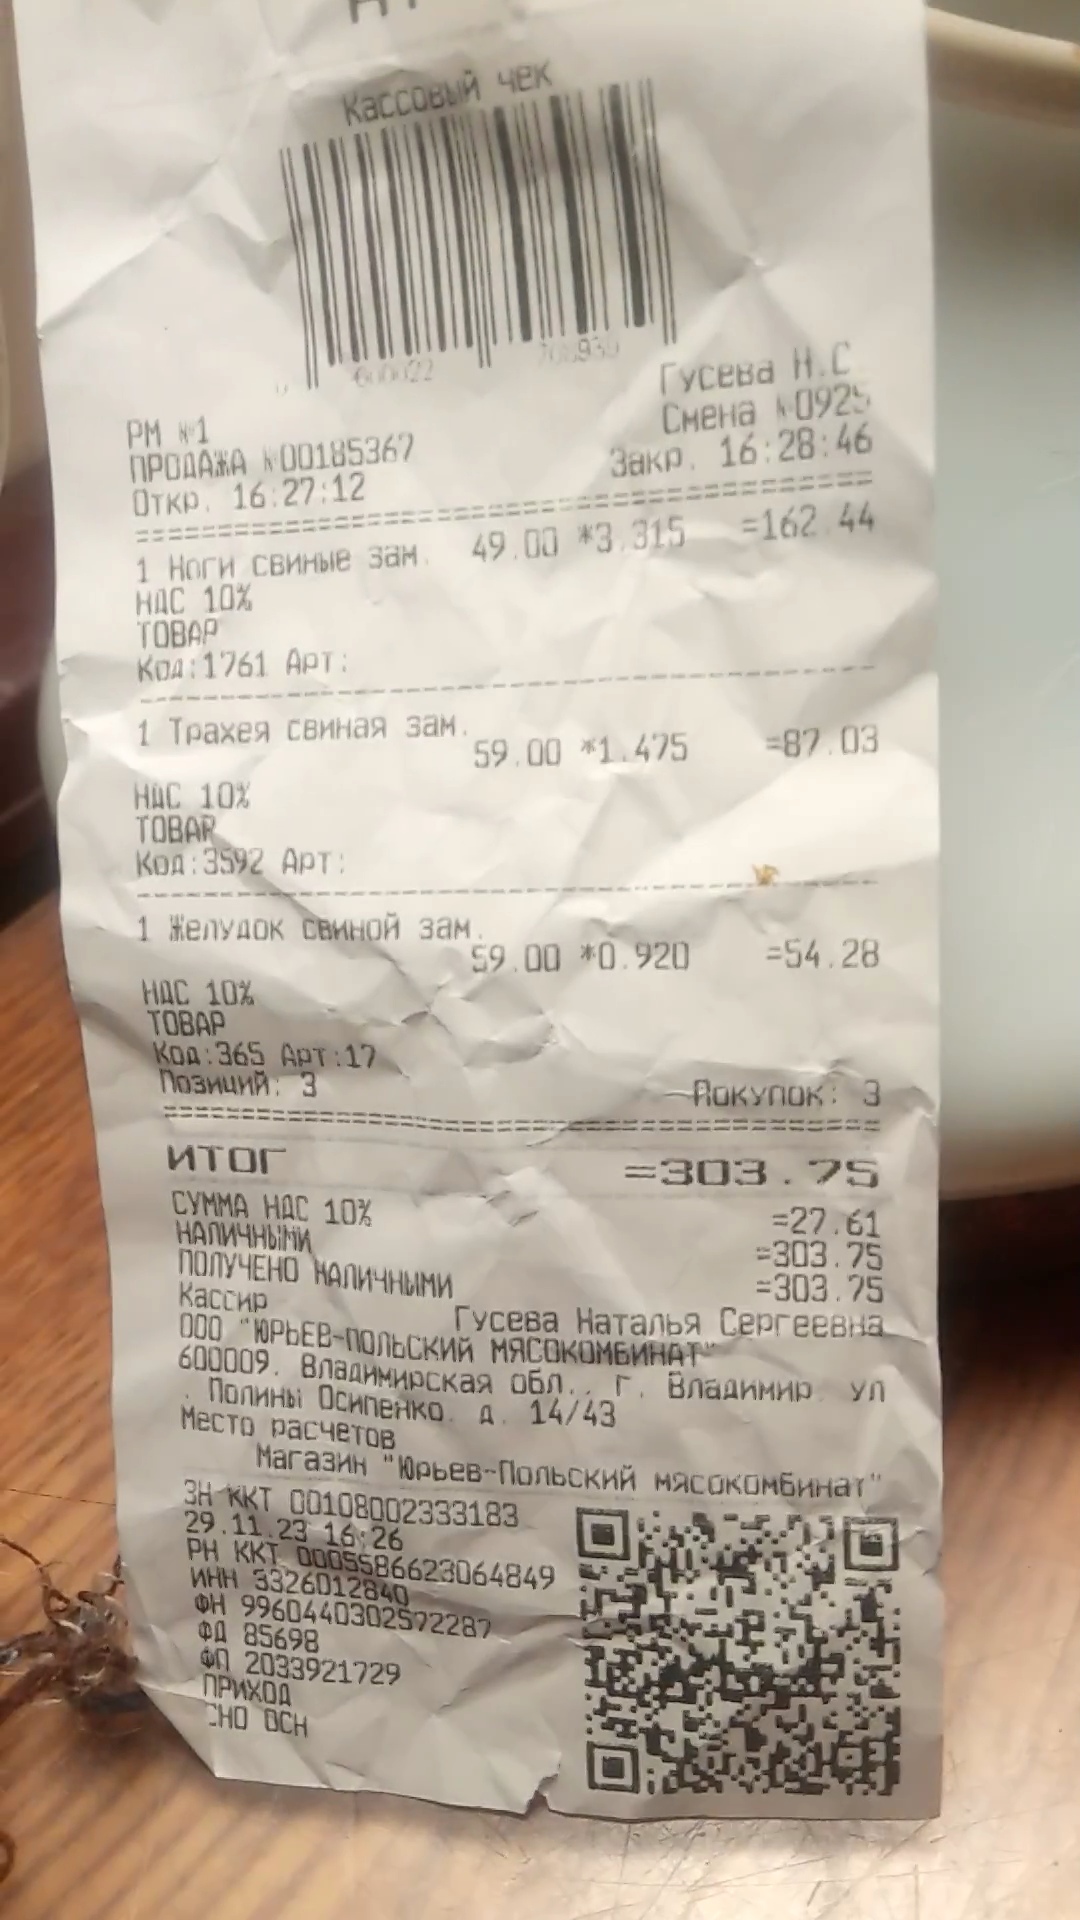 Кассовый чек
Гусева Н.С
РМ №1
Смена №0925
ПРОДАЖА №00185367
Откр. 16:27:12 Закр. 16:28:46
1 Ноги свиные зам. 49.00 *3.315 =162.44
НДС 10%
ТОВАР
Код:1761 Арт:
1 Трахея свиная зам.
59.00 *1.475 =87.03
НДС 10%
ТОВАР
Код:3592 Арт:
1 Желудок свиной зам.
59.00 *0.920 =54.28
НДС 10%
ТОВАР
Код:365 Арт:17
Позиций: 3 Покупок: 3
ИТОГ =303.75
СУММА НДС 10% =27.61
НАЛИЧНЫМИ =303.75
ПОЛУЧЕНО НАЛИЧНЫМИ =303.75
Кассир Гусева Наталья Сергеевна
ООО "ЮРЬЕВ-ПОЛЬСКИЙ МЯСОКОМБИНАТ"
600009, Владимирская обл., г. Владимир, ул
. Полины Осипенко, д. 14/43
Место расчетов
Магазин "Юрьев-Польский мясокомбинат"
ЗН ККТ 00108002333183
29.11.23 16:26
РН ККТ 0005586623064849
ИНН 3326012840
ФН 9960440302572287
ФД 85698
ФП 2033921729
ПРИХОД
СНО ОСН